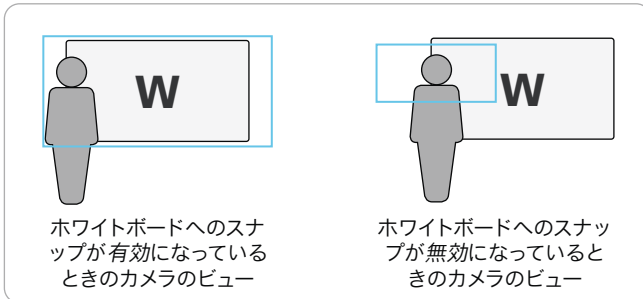 W
W
ホワイトボードへのスナ
ップが有効になっている
ときのカメラのビュー
ホワイトボードへのスナッ
プが無効になっていると
きのカメラのビュー